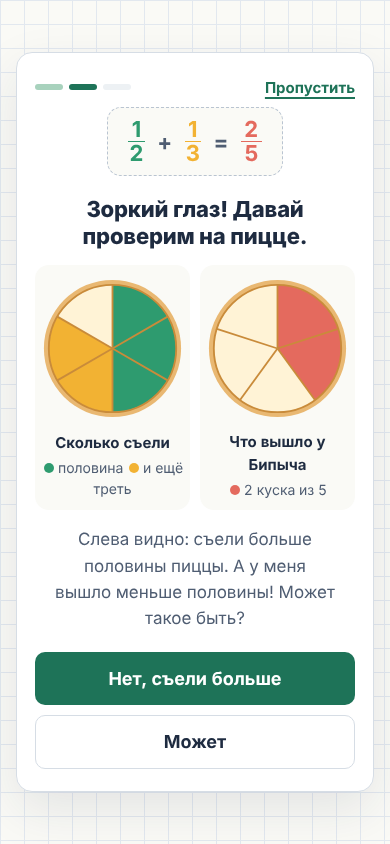 Пропустить
1/2 + 1/3 = 2/5
Зоркий глаз! Давай
проверим на пицце.
Сколько съели
половина и ещё
треть
Что вышло у
Бипыча
2 куска из 5
Слева видно: съели больше
половины пиццы. А у меня
вышло меньше половины! Может
такое быть?
Нет, съели больше
Может